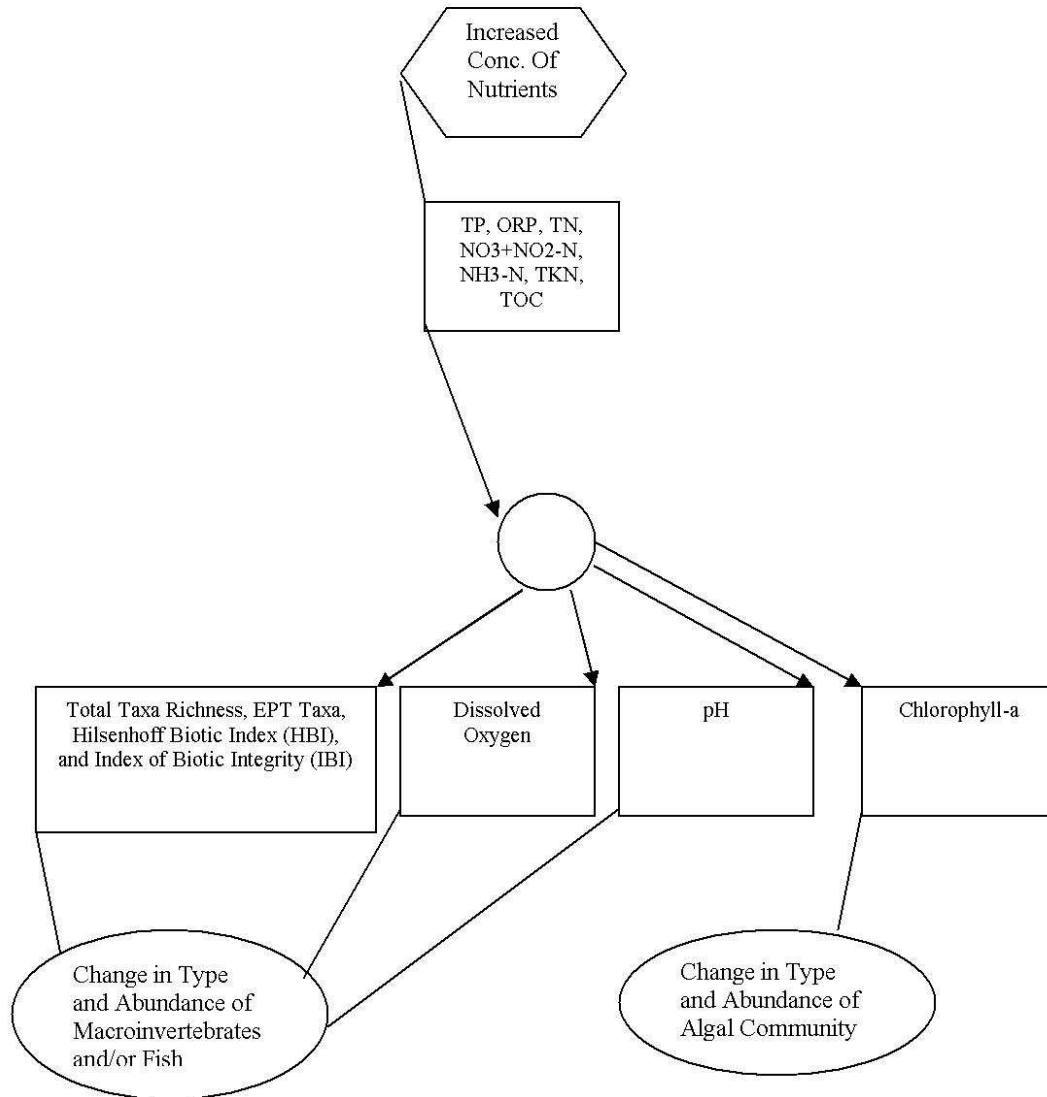 Increased
Conc. Of
Nutrients
TP, ORP, TN,
NO3+NO2-N,
NH3-N, TKN,
TOC
Total Taxa Richness, EPT Taxa,
Hilsenhoff Biotic Index (HBI),
and Index of Biotic Integrity (IBI)
Dissolved
Oxygen
pH
Chlorophyll-a
Change in Type
and Abundance of
Macroinvertebrates
and/or Fish
Change in Type
and Abundance of
Algal Community